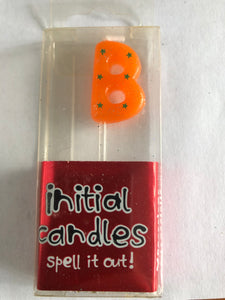 B
initial
candles
spell it out!